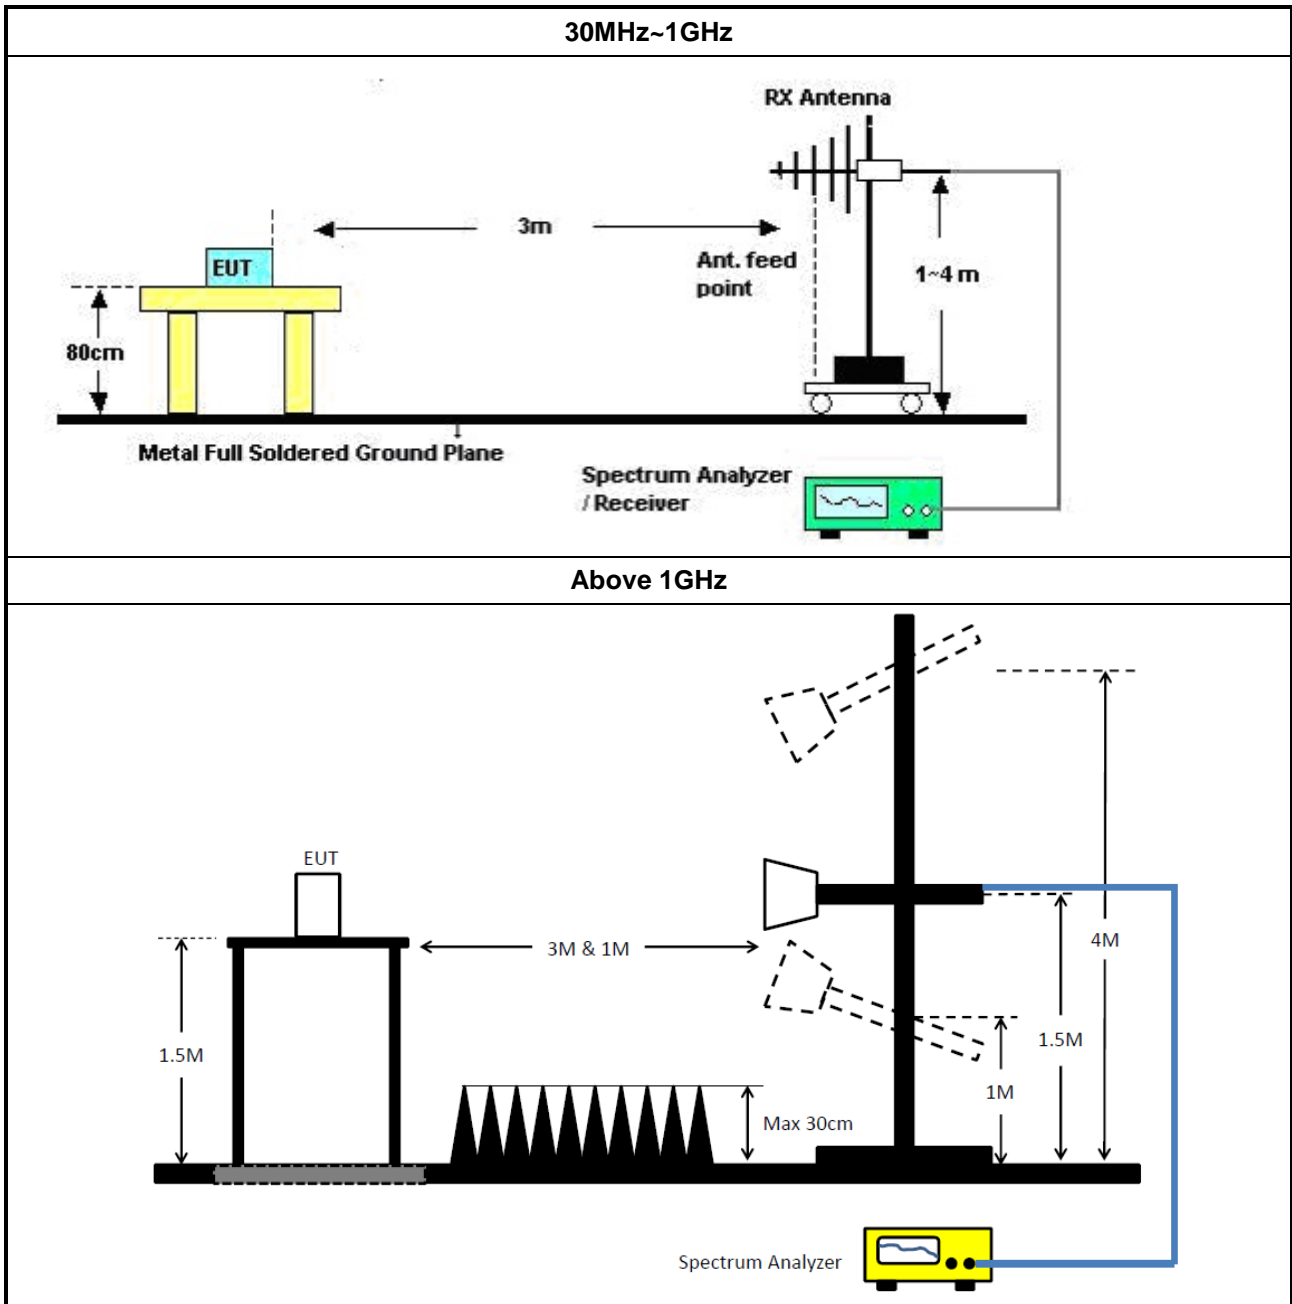 30MHz~1GHz
RX Antenna
3m
EUT
Ant. feed
point
1~4 m
80cm
Metal Full Soldered Ground Plane
Spectrum Analyzer
/ Receiver
Above 1GHz
EUT
3M & 1M
4M
1.5M
1.5M
1M
Max 30cm
Spectrum Analyzer